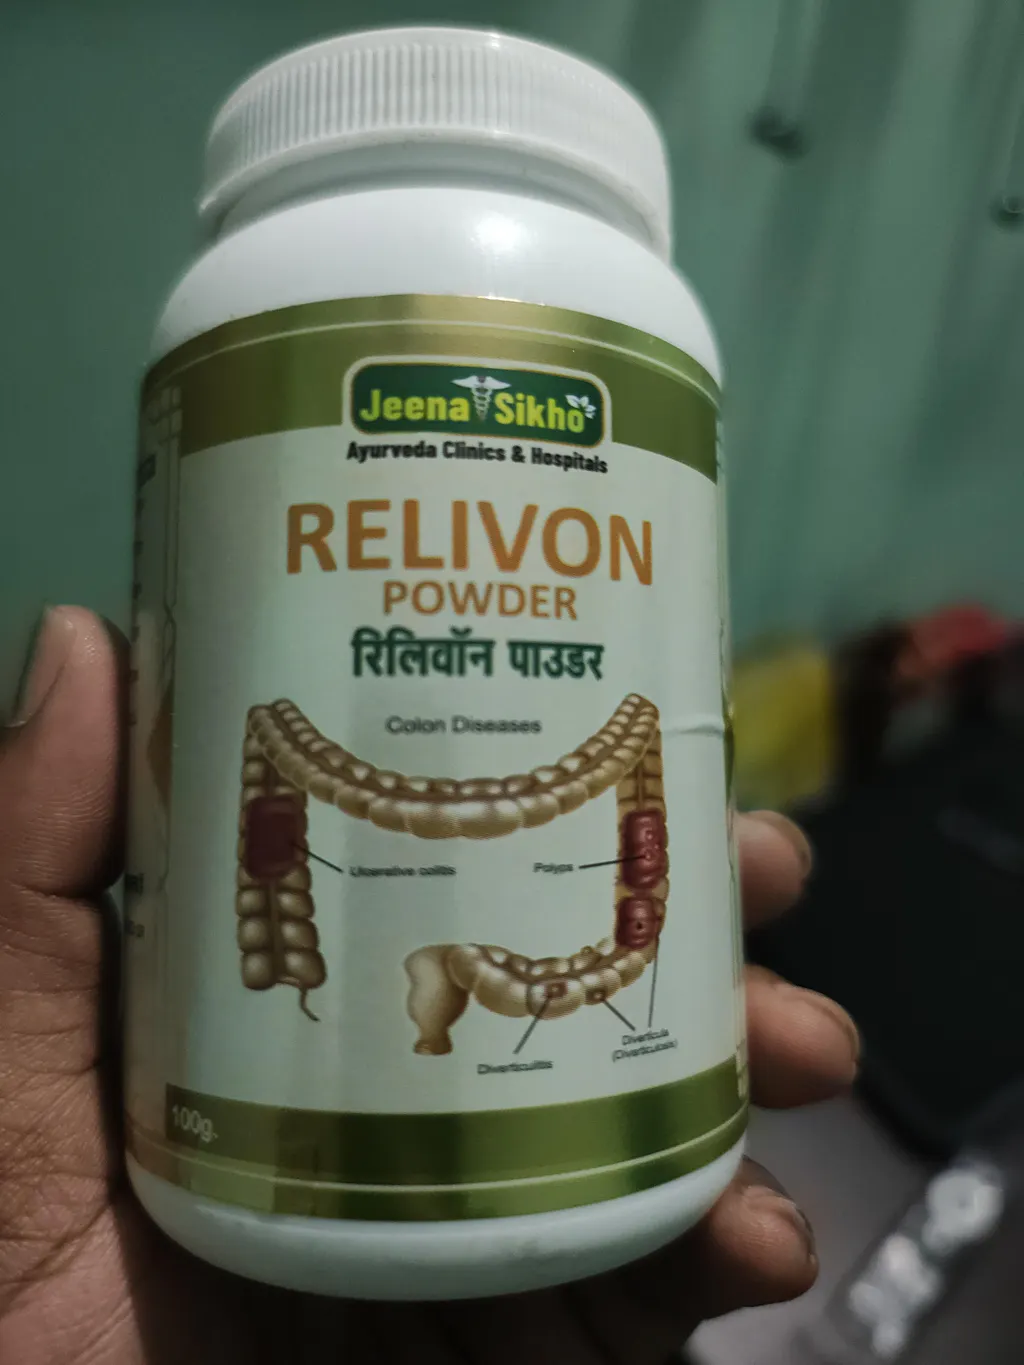 Jeena Sikho
Ayurveda Clinics & Hospitals
RELIVON
POWDER
रिलिवॉन पाउडर
Colon Diseases
Ulcerative colitis
Polyps
Diverticula
(Diverticulosis)
Diverticulitis
100g.